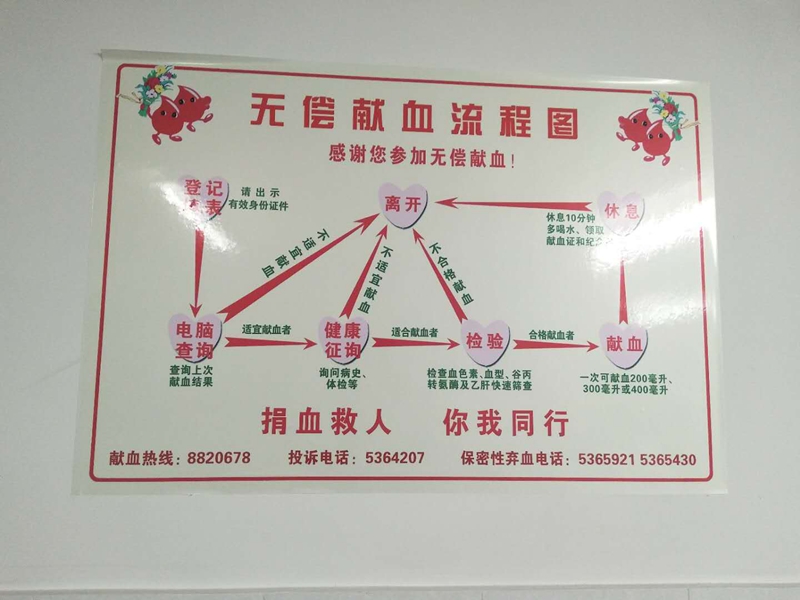 无偿献血流程图
感谢您参加无偿献血！
登记
表
请出示
有效身份证件
离开
休息
休息10分钟
多喝水、领取
献血证和纪
不适宜献血
不适宜献血
不合格献血
电脑
查询
适宜献血者
健康
征询
适合献血者
检验
合格献血者
献血
查询上次
献血结果
询问病史、
体检等
检查血色素、血型、谷丙
转氨酶及乙肝快速筛查
一次可献血200毫升、
300毫升或400毫升
捐血救人 你我同行
献血热线：8820678 投诉电话：5364207 保密性弃血电话：5365921 5365430